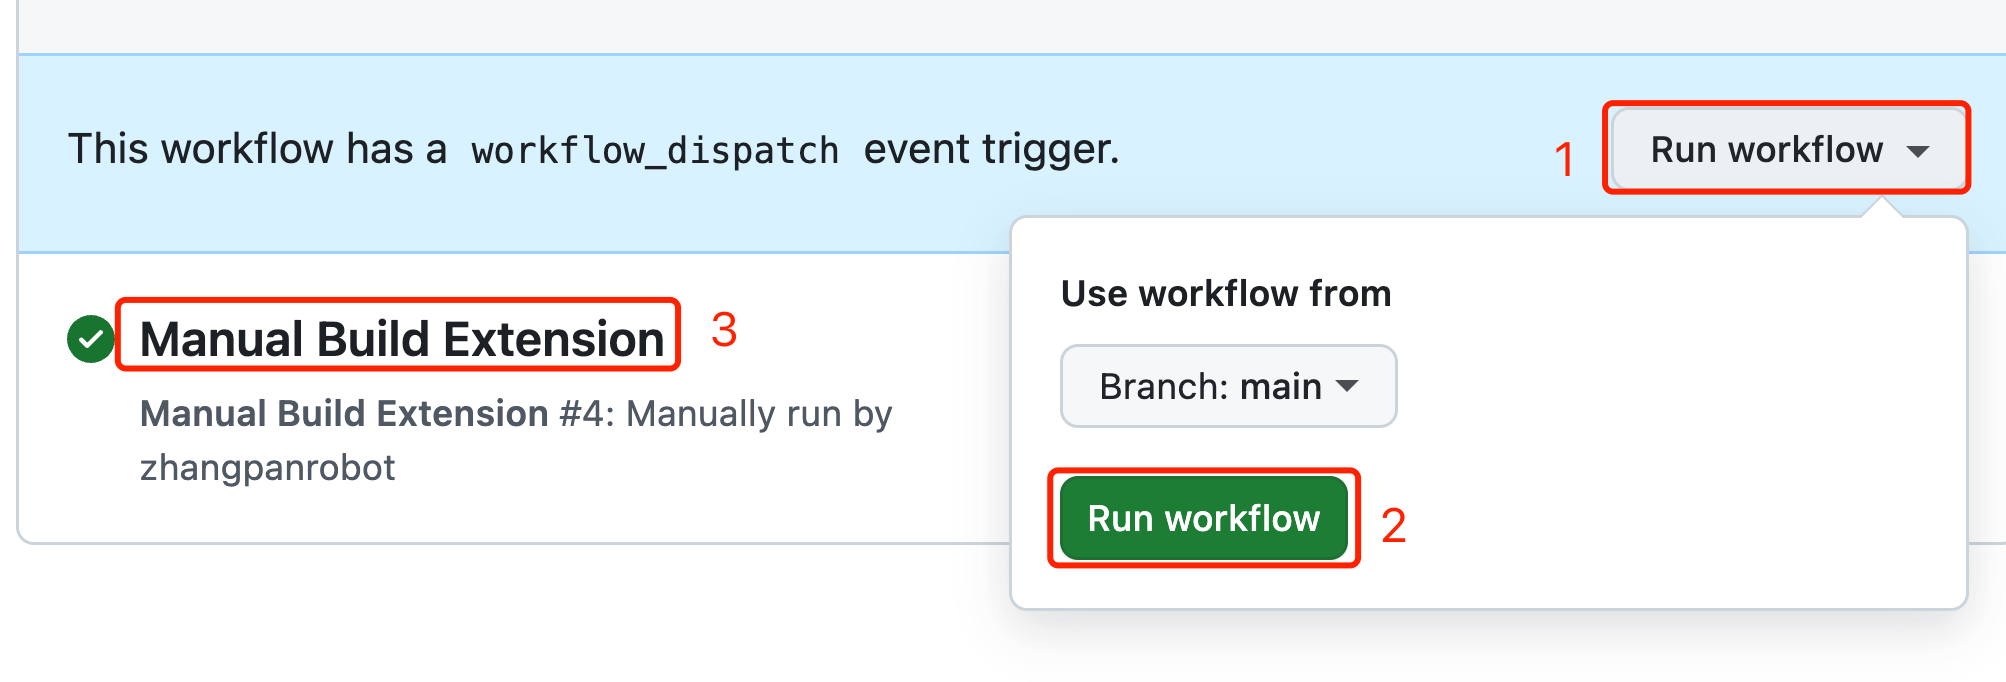 This workflow has a workflow_dispatch event trigger.
1
Run workflow
Use workflow from
Branch: main
Run workflow
2
Manual Build Extension
3
Manual Build Extension #4: Manually run by
zhangpanrobot